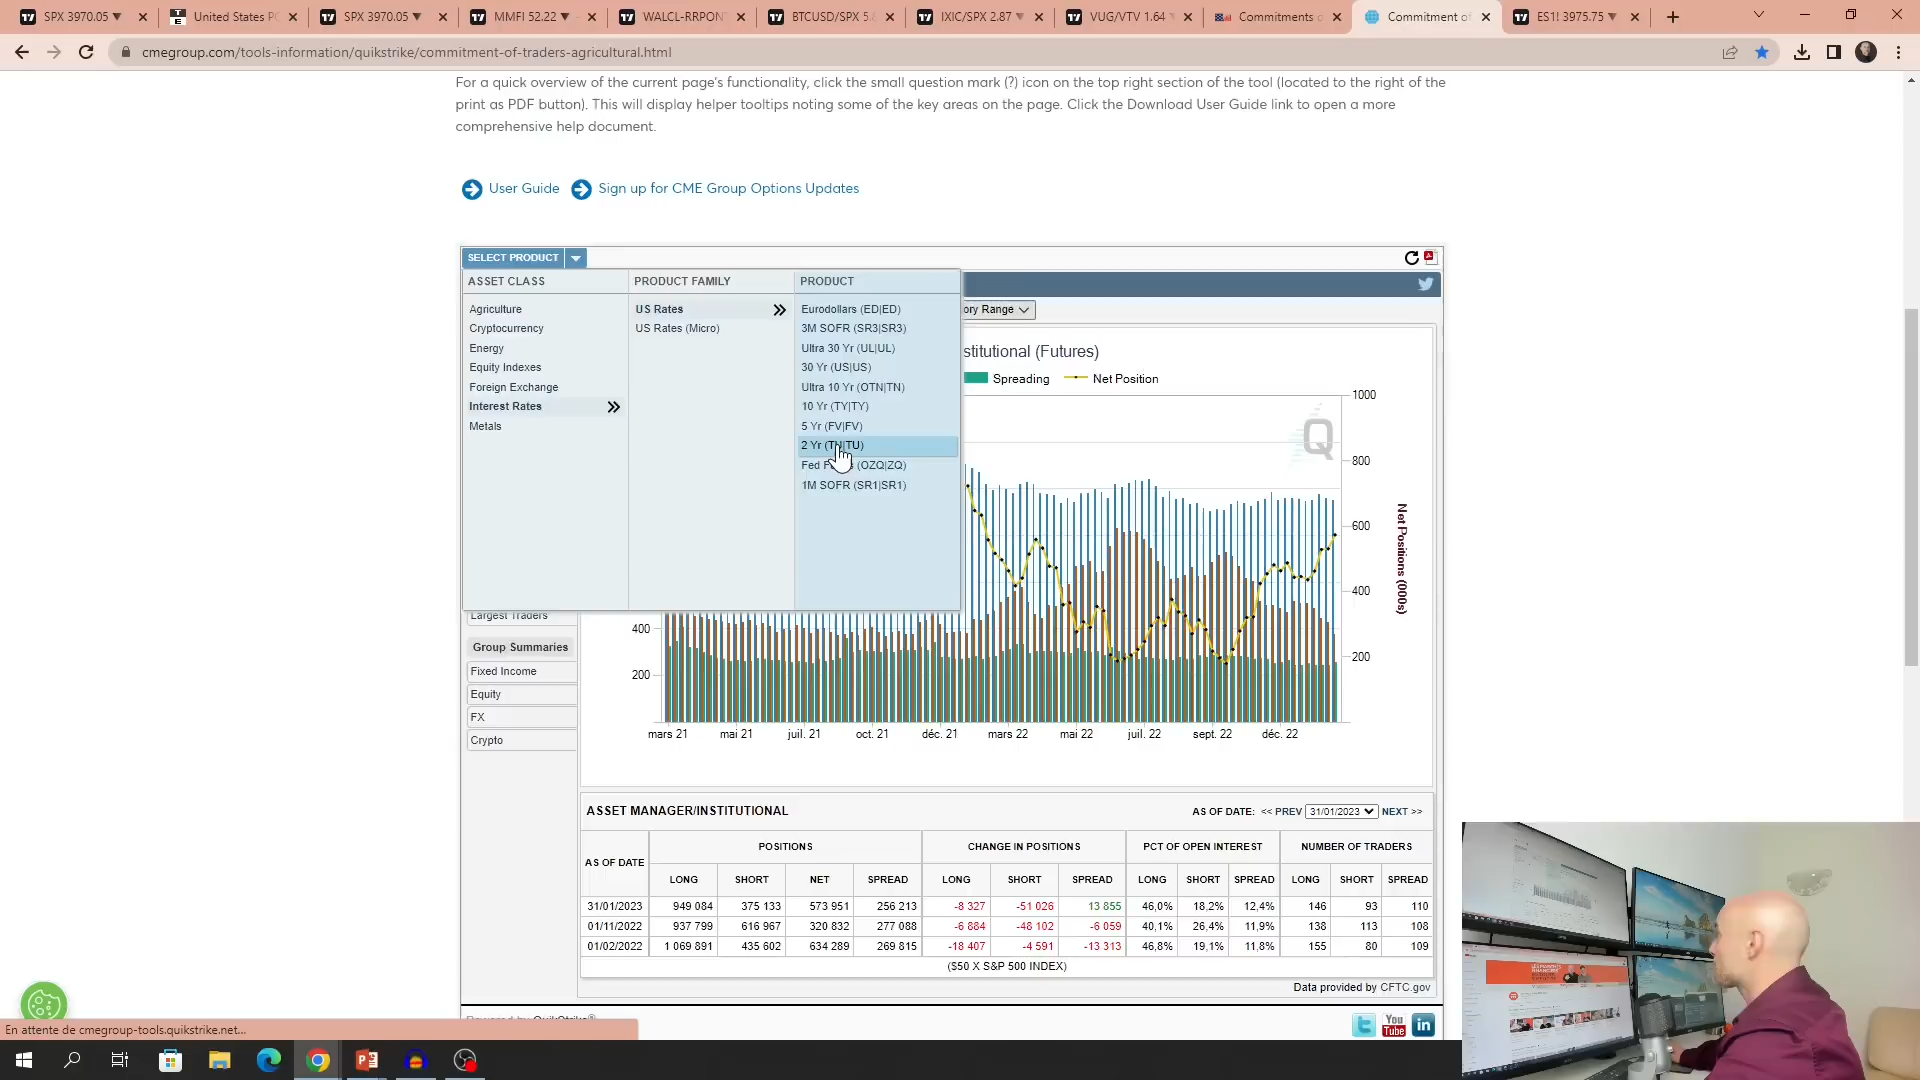 SPX 3970.05 ▼
United States PC
SPX 3970.05 ▼
MMFI 52.22 ▼ −
WALCL-RRPONT
BTCUSD/SPX 5.8
IXIC/SPX 2.87 ▼
VUG/VTV 1.64 ▼
Commitments o
Commitment of
ES1! 3975.75 ▼
cmegroup.com/tools-information/quikstrike/commitment-of-traders-agricultural.html
For a quick overview of the current page's functionality, click the small question mark (?) icon on the top right section of the tool (located to the right of the
print as PDF button). This will display helper tooltips noting some of the key areas on the page. Click the Download User Guide link to open a more
comprehensive help document.
User Guide
Sign up for CME Group Options Updates
SELECT PRODUCT
ASSET CLASS
PRODUCT FAMILY
PRODUCT
Agriculture
Cryptocurrency
Energy
Equity Indexes
Foreign Exchange
Interest Rates
Metals
US Rates
US Rates (Micro)
Eurodollars (ED|ED)
3M SOFR (SR3|SR3)
Ultra 30 Yr (UL|UL)
30 Yr (US|US)
Ultra 10 Yr (OTN|TN)
10 Yr (TY|TY)
5 Yr (FV|FV)
2 Yr (TU|TU)
Fed (OZQ|ZQ)
1M SOFR (SR1|SR1)
ory Range
stitutional (Futures)
Spreading
Net Position
Q
1000
800
600
400
200
Net Positions (000s)
400
200
mars 21 mai 21 juil. 21 oct. 21 déc. 21 mars 22 mai 22 juil. 22 sept. 22 déc. 22
Largest Traders
Group Summaries
Fixed Income
Equity
FX
Crypto
ASSET MANAGER/INSTITUTIONAL
AS OF DATE: << PREV 31/01/2023 NEXT >>
AS OF DATE POSITIONS CHANGE IN POSITIONS PCT OF OPEN INTEREST NUMBER OF TRADERS
LONG SHORT NET SPREAD LONG SHORT SPREAD LONG SHORT SPREAD LONG SHORT SPREAD
31/01/2023 949 084 375 133 573 951 256 213 -8 327 -51 026 13 855 46,0% 18,2% 12,4% 146 93 110
01/11/2022 937 799 616 967 320 832 277 088 -6 884 -48 102 -6 059 40,1% 26,4% 11,9% 138 113 108
01/02/2022 1 069 891 435 602 634 289 269 815 -18 407 -4 591 -13 313 46,8% 19,1% 11,8% 155 80 109
($50 X S&P 500 INDEX)
Data provided by CFTC.gov
En attente de cmegroup-tools.quikstrike.net...
You
Tube
in